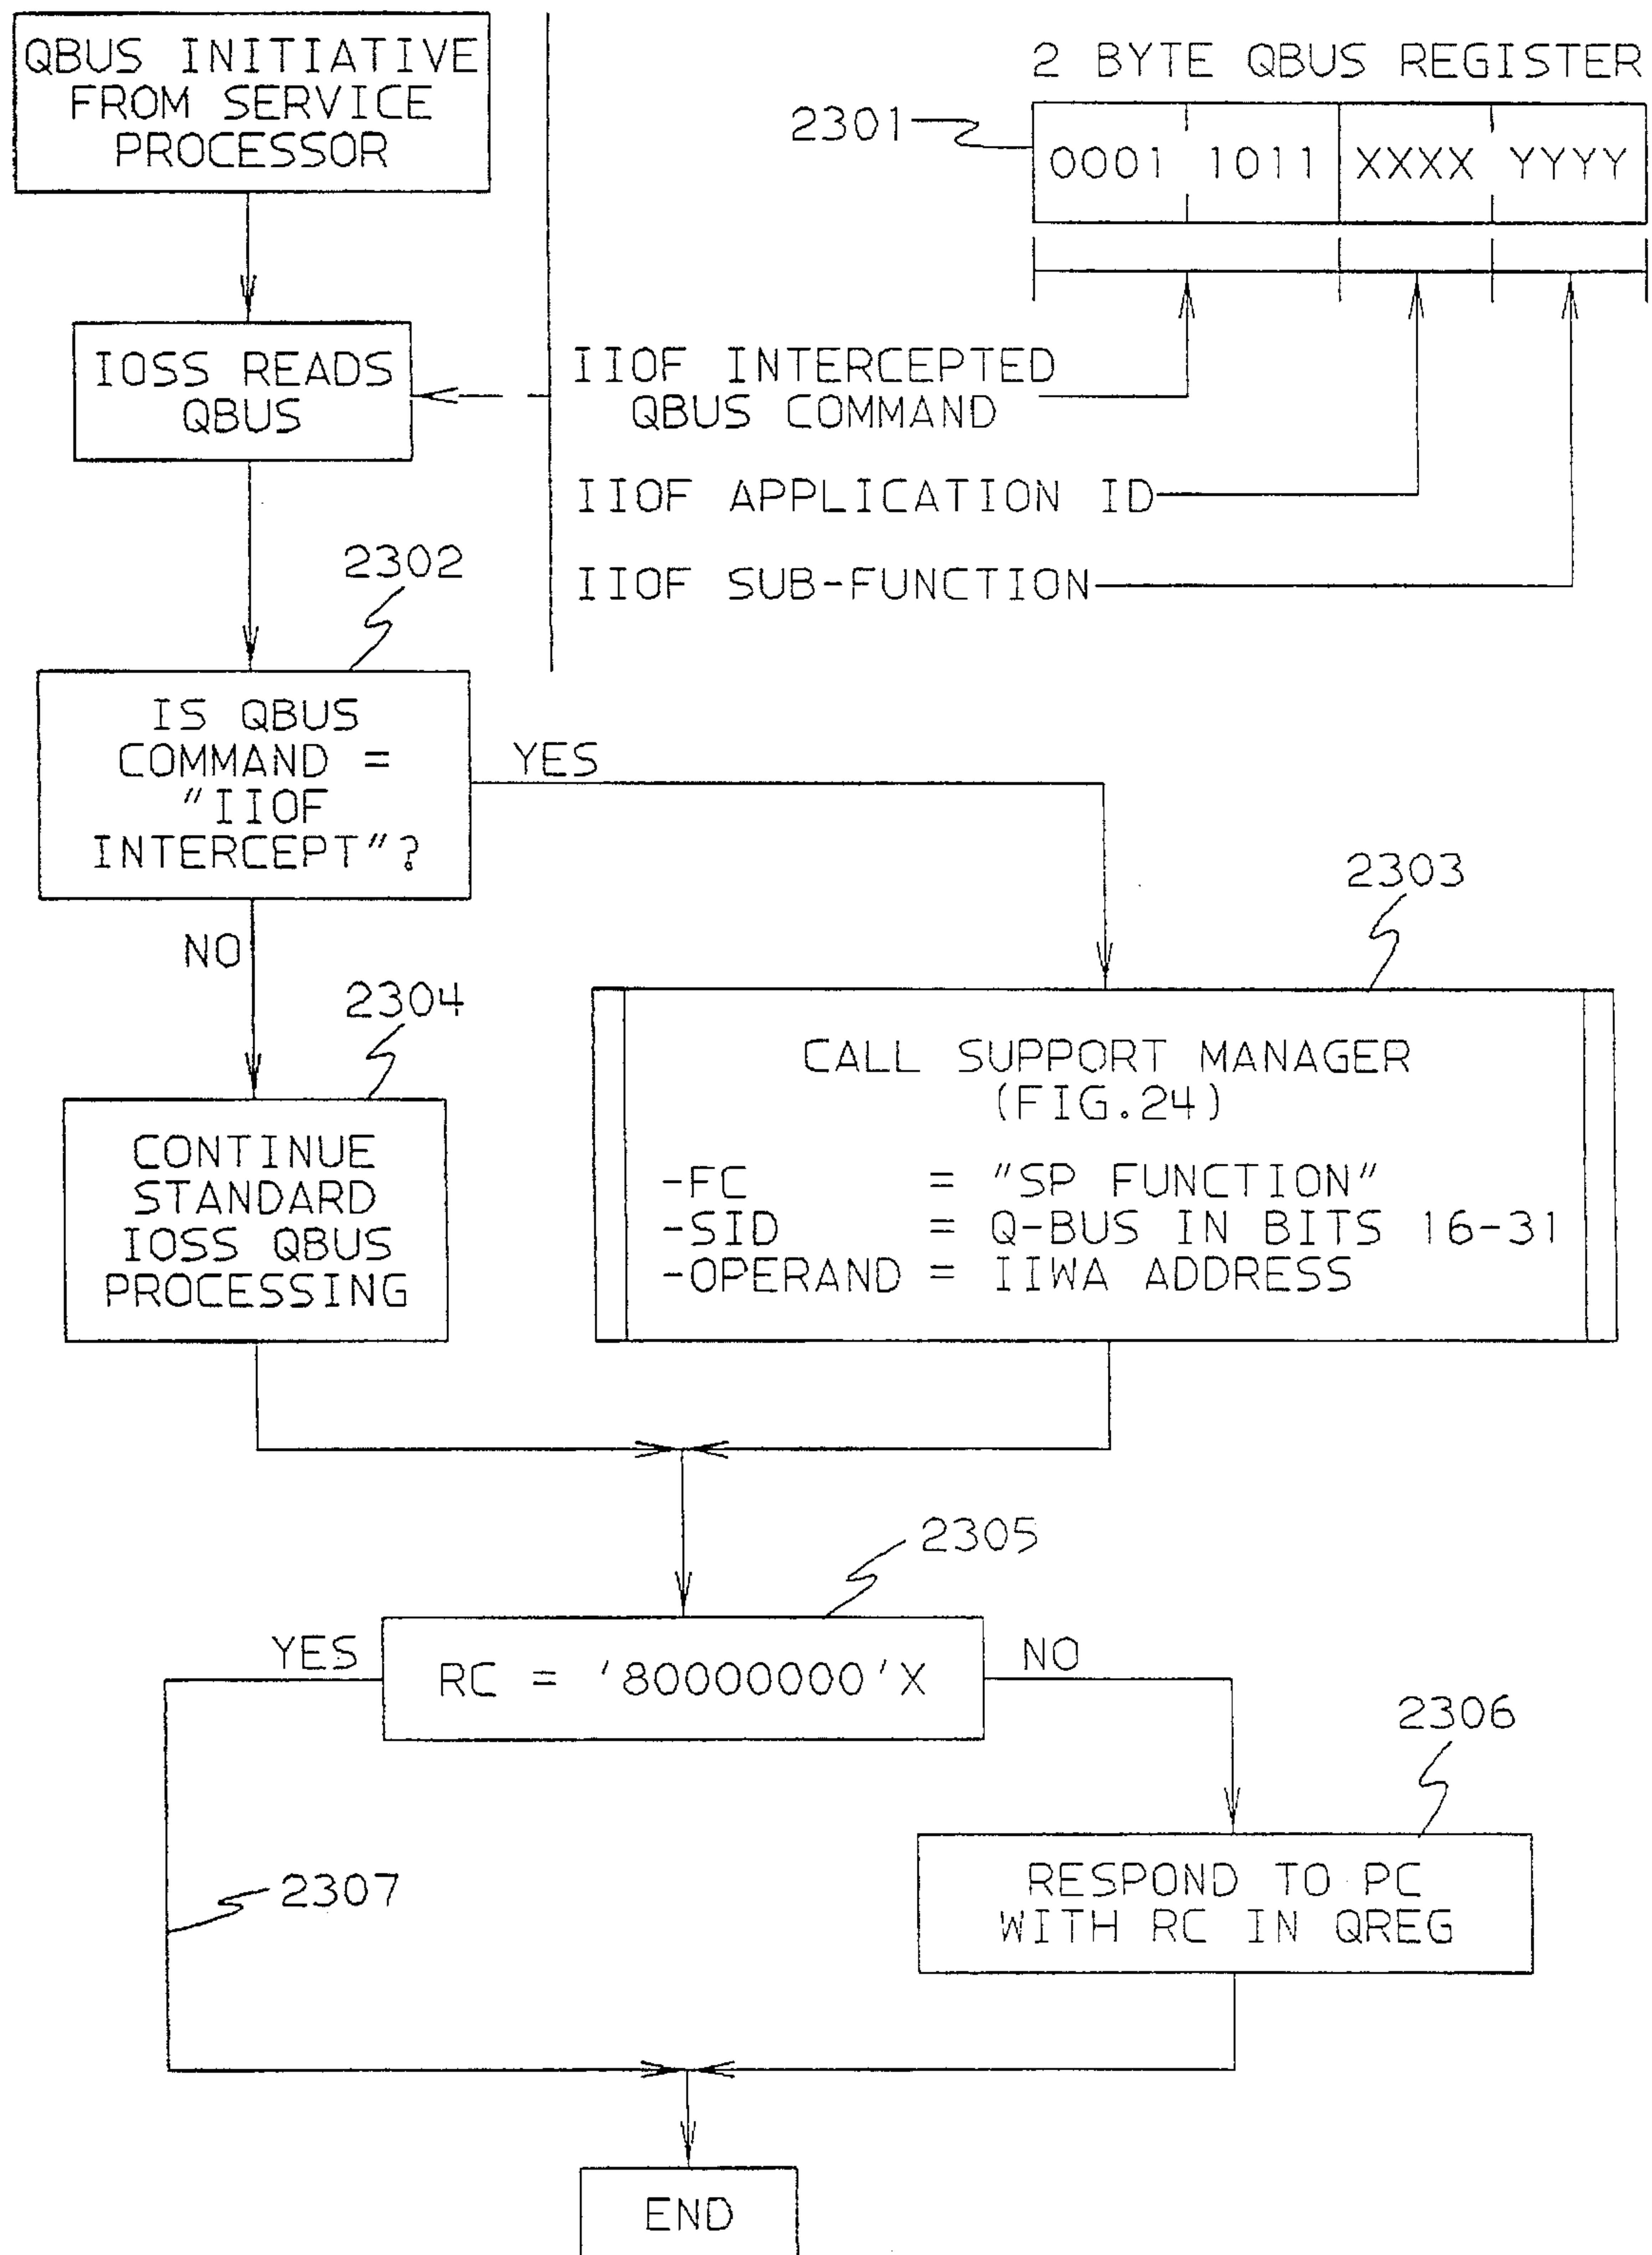 QBUS INITIATIVE
FROM SERVICE
PROCESSOR
2 BYTE QBUS REGISTER
2301
0001 1011 XXXX YYYY
IOSS READS
QBUS
IIOF INTERCEPTED
QBUS COMMAND
IIOF APPLICATION ID
IIOF SUB-FUNCTION
2302
IS QBUS
COMMAND =
"IIOF
INTERCEPT"?
YES
NO
2303
CALL SUPPORT MANAGER
(FIG.24)
-FC = "SP FUNCTION"
-SID = Q-BUS IN BITS 16-31
-OPERAND = IIWA ADDRESS
2304
CONTINUE
STANDARD
IOSS QBUS
PROCESSING
2305
YES
RC = '80000000'X
NO
2306
RESPOND TO PC
WITH RC IN QREG
2307
END